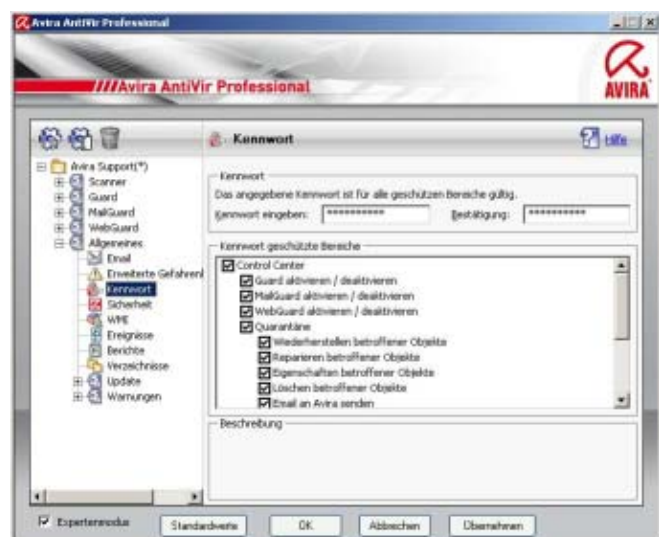 Avira AntiVir Professional
Avira AntiVir Professional
AVIRA
Kennwort
Hilfe
Avira Support(*)
Scanner
Guard
MailGuard
WebGuard
Allgemeines
Email
Erweiterte Gefahren
Kennwort
Sicherheit
WMI
Ereignisse
Berichte
Verzeichnisse
Update
Warnungen
Kennwort
Das angegebene Kennwort ist für alle geschützen Bereiche gültig.
Kennwort eingeben: ********** Bestätigung: **********
Kennwort geschützte Bereiche
Control Center
Guard aktivieren / deaktivieren
MailGuard aktivieren / deaktivieren
WebGuard aktivieren / deaktivieren
Quarantäne
Wiederherstellen betroffener Objekte
Reparieren betroffener Objekte
Eigenschaften betroffener Objekte
Löschen betroffener Objekte
Email an Avira senden
Beschreibung
Expertenmodus
Standardwerte
OK
Abbrechen
Übernehmen